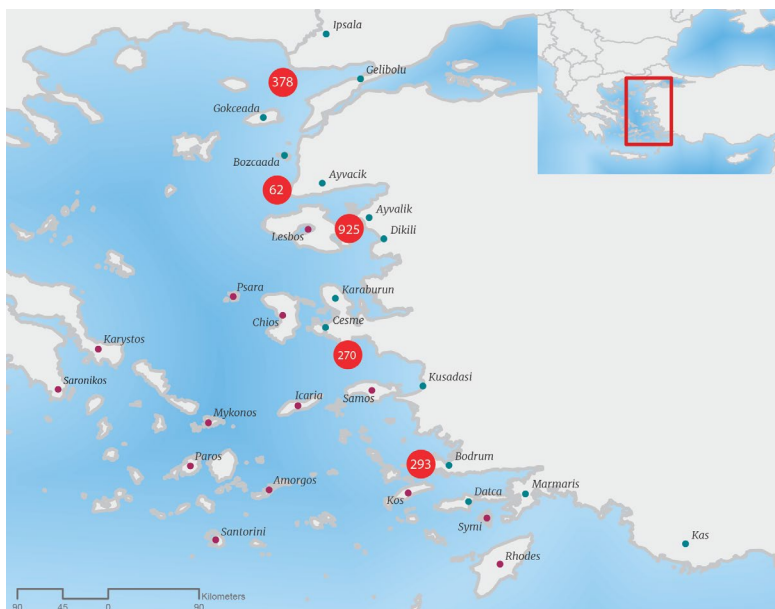 Ipsala
Gelibolu
378
Gokceada
Bozcaada
Ayvacik
62
Ayvalik
925
Lesbos
Dikili
Psara
Karaburun
Chios
Cesme
Karystos
270
Saronikos
Kusadasi
Icaria
Samos
Mykonos
Paros
293
Bodrum
Amorgos
Kos
Datca
Marmaris
Symi
Santorini
Kas
Rhodes
Kilometers
90 45 0 90